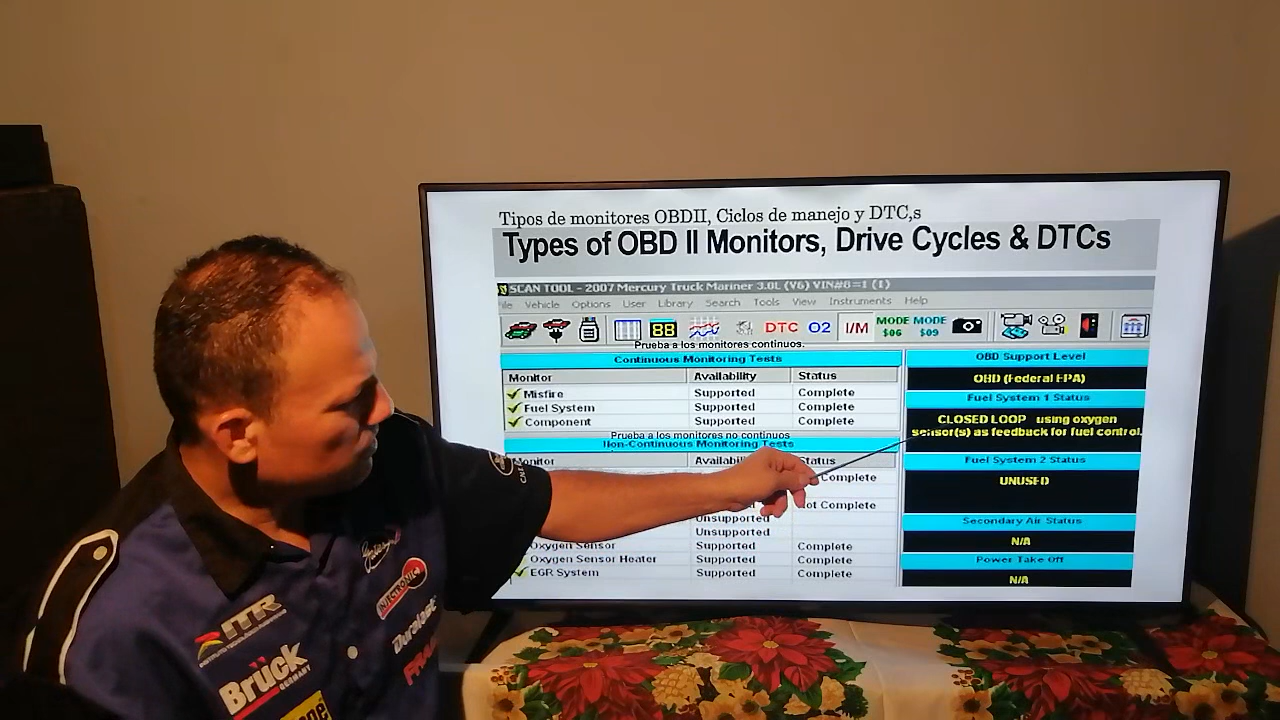 Tipos de monitores OBDII, Ciclos de manejo y DTC,s
Types of OBD II Monitors, Drive Cycles & DTCs
SCAN TOOL - 2007 Mercury Truck Mariner 3.0L (V6) VIN#8=1 (1)
Vehicle Options User Library Search Tools View Instruments Help
88 DTC O2 I/M MODE $06 MODE $09
Prueba a los monitores continuos.
Continuous Monitoring Tests
Monitor Availability Status
Misfire Supported Complete
Fuel System Supported Complete
Component Supported Complete
Prueba a los monitores no continuos
Non-Continuous Monitoring Tests
Monitor Status
Complete
Complete
Unsupported
Unsupported
Oxygen Sensor Supported Complete
Oxygen Sensor Heater Supported Complete
EGR System Supported Complete
OBD Support Level
OBD (Federal EPA)
Fuel System 1 Status
CLOSED LOOP using oxygen
sensor(s) as feedback for fuel control.
Fuel System 2 Status
UNUSED
Secondary Air Status
N/A
Power Take Off
N/A
ITR
Brück
GERMANY
INJETRONIC
Duralast